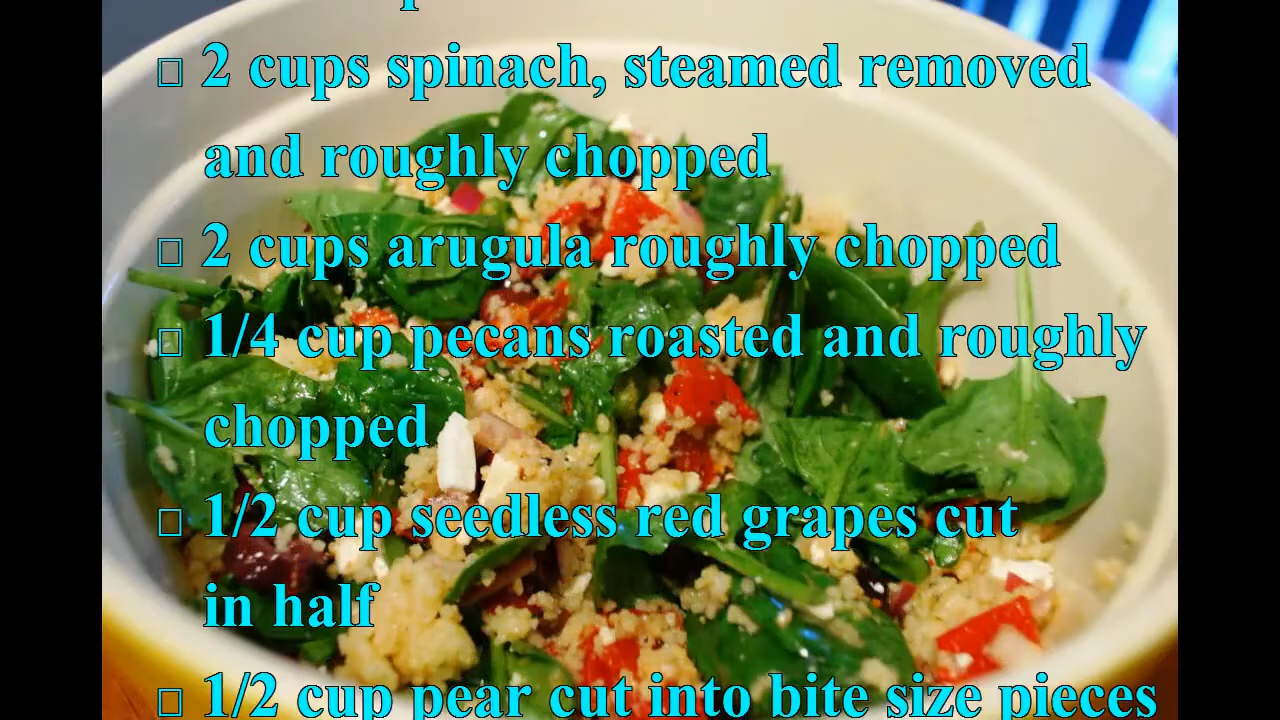 □ 2 cups spinach, steamed removed
and roughly chopped
□ 2 cups arugula roughly chopped
□ 1/4 cup pecans roasted and roughly
chopped
□ 1/2 cup seedless red grapes cut
in half
□ 1/2 cup pear cut into bite size pieces